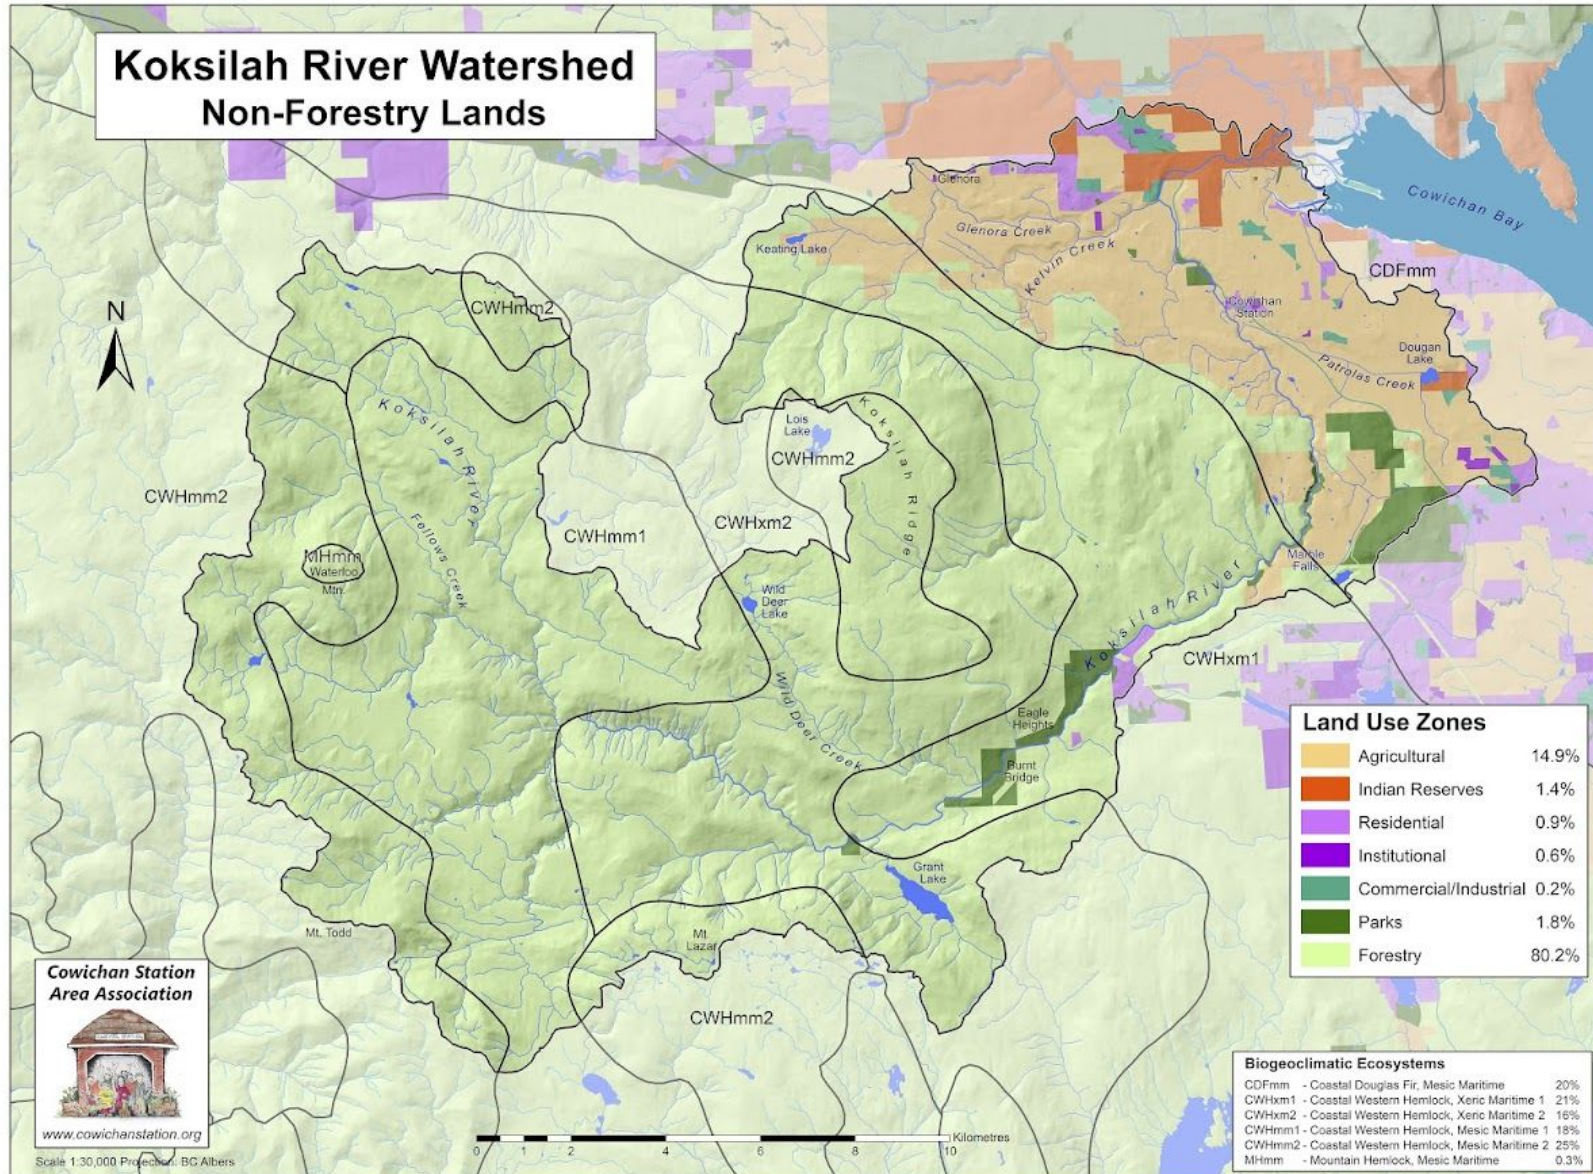 Koksilah River Watershed
Non-Forestry Lands
N
Cowichan Bay
CDFmm
Glenora
Glenora Creek
Kelvin Creek
Keating Lake
Cowichan
Station
Dougan
Lake
Patrolas Creek
CWHmm2
Koksilah River
Lois
Lake
CWHmm2
Koksilah Ridge
CWHmm2
CWHxm2
CWHmm1
Fellows Creek
MHmm
Waterloo
Mtn.
Wild
Deer
Lake
Marble
Falls
Koksilah River
CWHxm1
Wild Deer Creek
Eagle
Heights
Burnt
Bridge
Grant
Lake
Mt. Todd
Mt.
Lazar
CWHmm2
Land Use Zones
Agricultural 14.9%
Indian Reserves 1.4%
Residential 0.9%
Institutional 0.6%
Commercial/Industrial 0.2%
Parks 1.8%
Forestry 80.2%
Cowichan Station
Area Association
www.cowichanstation.org
Scale 1:30,000 Projection: BC Albers
0 1 2 4 6 8 10 Kilometres
Biogeoclimatic Ecosystems
CDFmm - Coastal Douglas Fir, Mesic Maritime 20%
CWHxm1 - Coastal Western Hemlock, Xeric Maritime 1 21%
CWHxm2 - Coastal Western Hemlock, Xeric Maritime 2 16%
CWHmm1 - Coastal Western Hemlock, Mesic Maritime 1 18%
CWHmm2 - Coastal Western Hemlock, Mesic Maritime 2 25%
MHmm - Mountain Hemlock, Mesic Maritime 0.3%